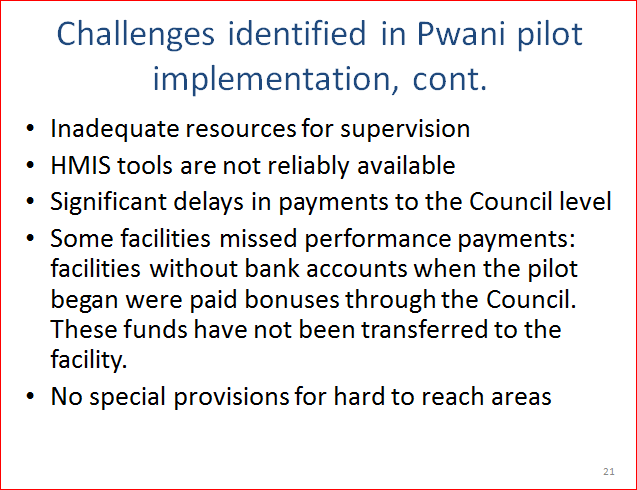 Challenges identified in Pwani pilot
implementation, cont.
• Inadequate resources for supervision
• HMIS tools are not reliably available
• Significant delays in payments to the Council level
• Some facilities missed performance payments:
facilities without bank accounts when the pilot
began were paid bonuses through the Council.
These funds have not been transferred to the
facility.
• No special provisions for hard to reach areas
21